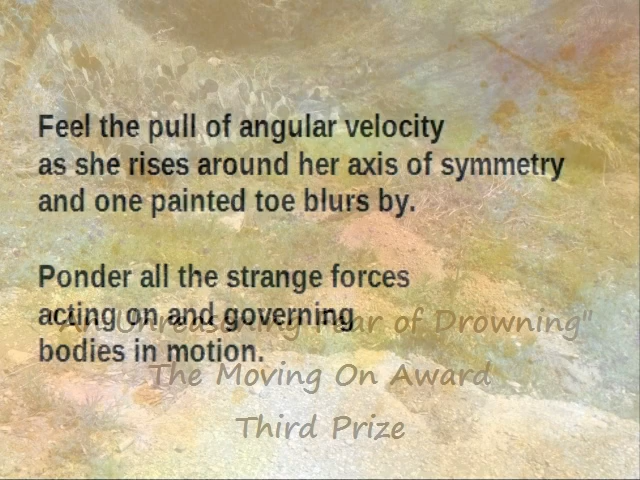 Feel the pull of angular velocity
as she rises around her axis of symmetry
and one painted toe blurs by.
Ponder all the strange forces
acting on and governing
"An Unreasoning Fear of Drowning"
bodies in motion.
The Moving On Award
Third Prize